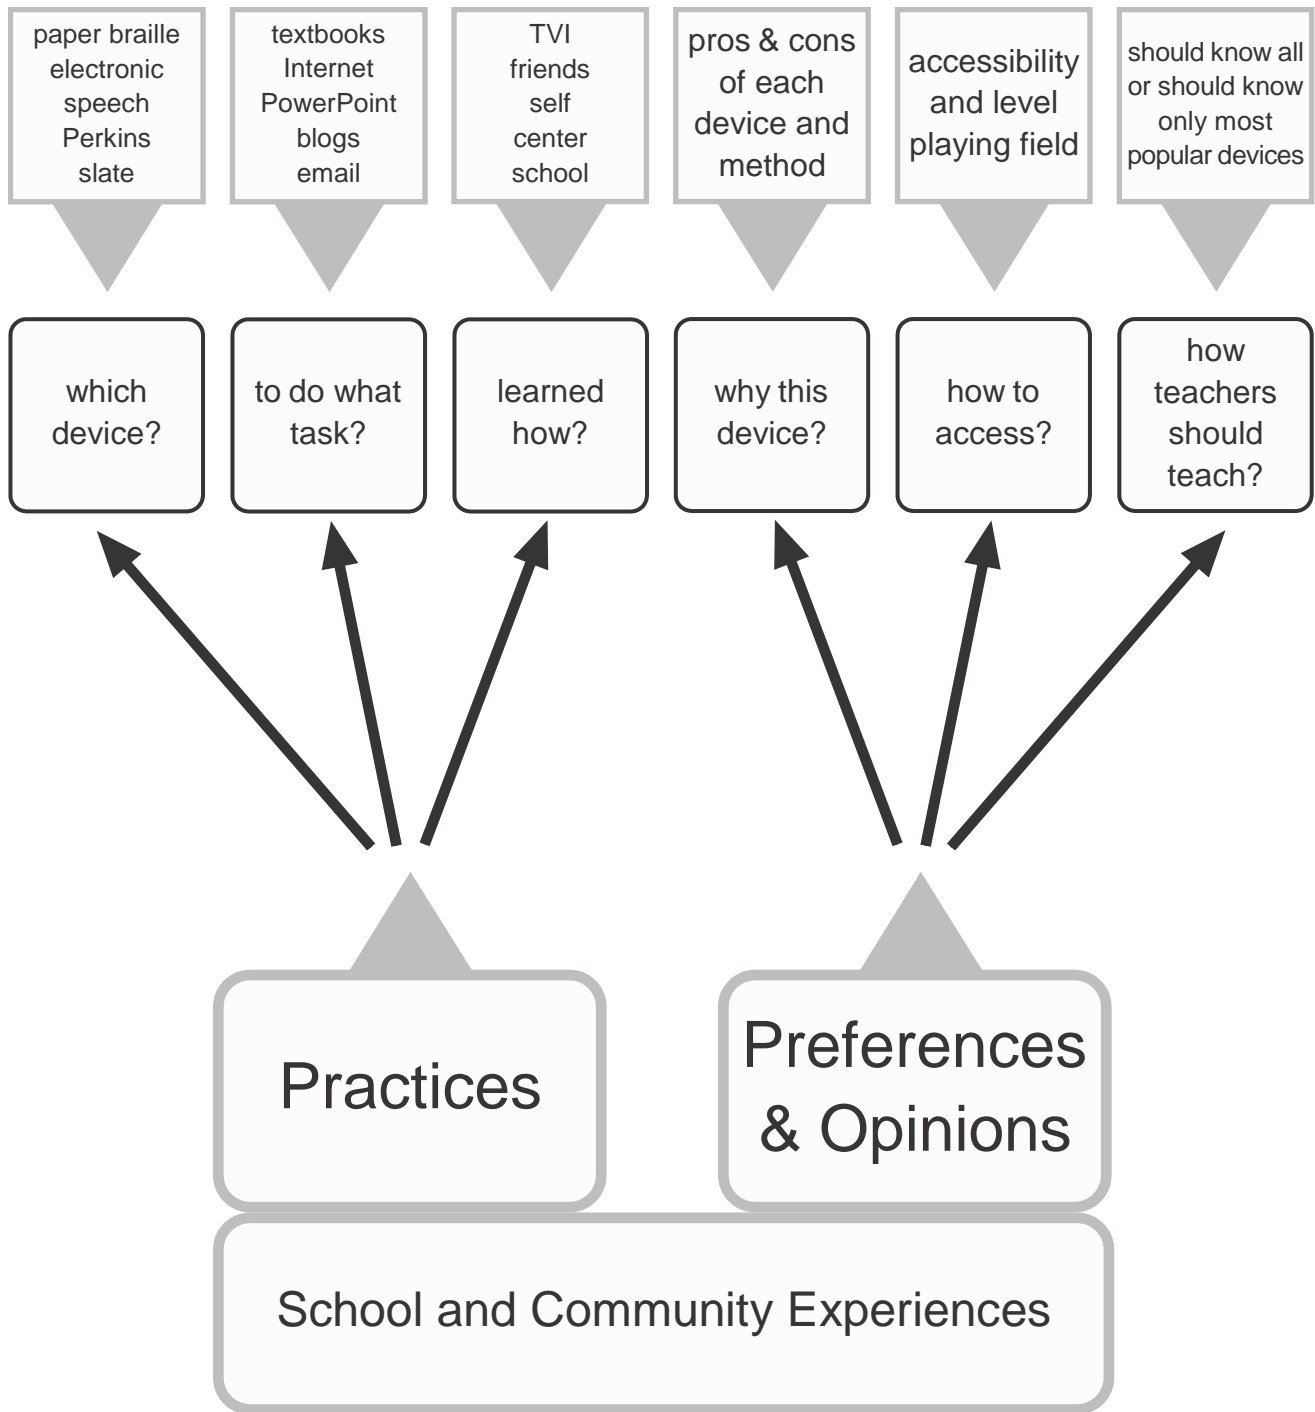 paper braille
electronic
speech
Perkins
slate
textbooks
Internet
PowerPoint
blogs
email
TVI
friends
self
center
school
pros & cons
of each
device and
method
accessibility
and level
playing field
should know all
or should know
only most
popular devices
which
device?
to do what
task?
learned
how?
why this
device?
how to
access?
how
teachers
should
teach?
Practices
Preferences
& Opinions
School and Community Experiences